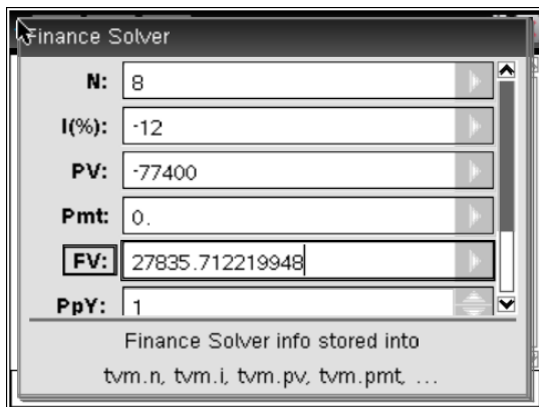 Finance Solver
N: 8
I(%): -12
PV: -77400
Pmt: 0.
FV: 27835.712219948
PpY: 1
Finance Solver info stored into
tvm.n, tvm.i, tvm.pv, tvm.pmt, ...